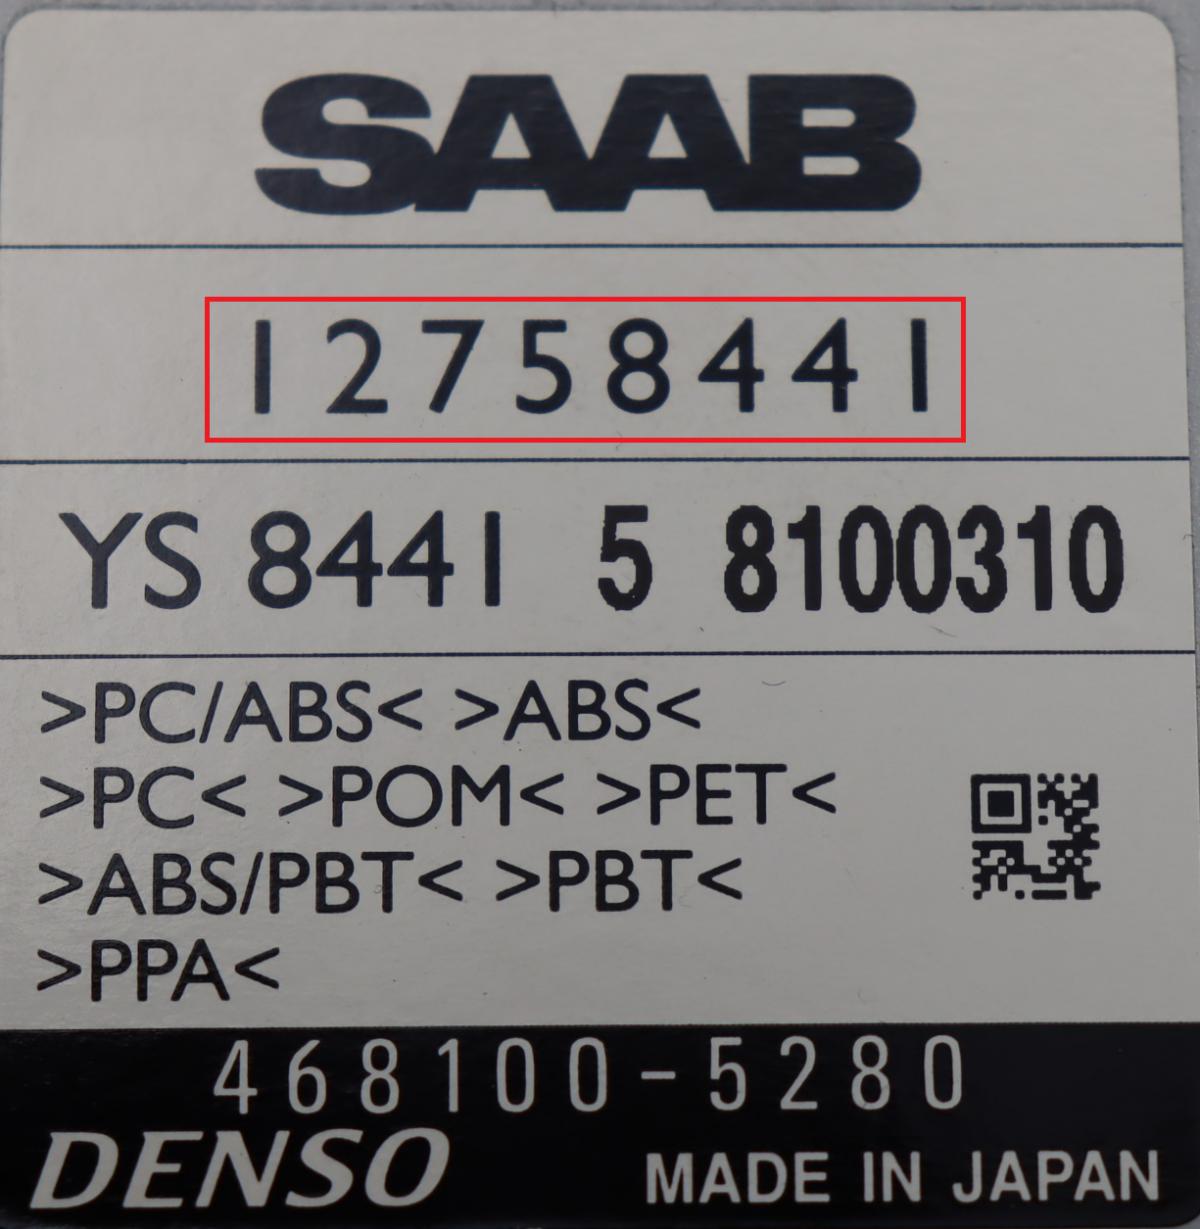 SAAB
12758441
YS 8441 5 8100310
>PC/ABS< >ABS<
>PC< >POM< >PET<
>ABS/PBT< >PBT<
>PPA<
468100-5280
DENSO MADE IN JAPAN